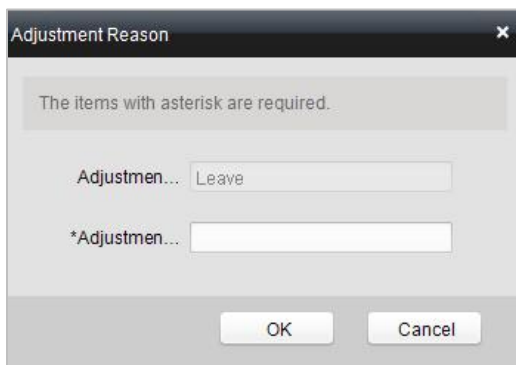 Adjustment Reason
The items with asterisk are required.
Adjustmen... Leave
*Adjustmen...
OK Cancel